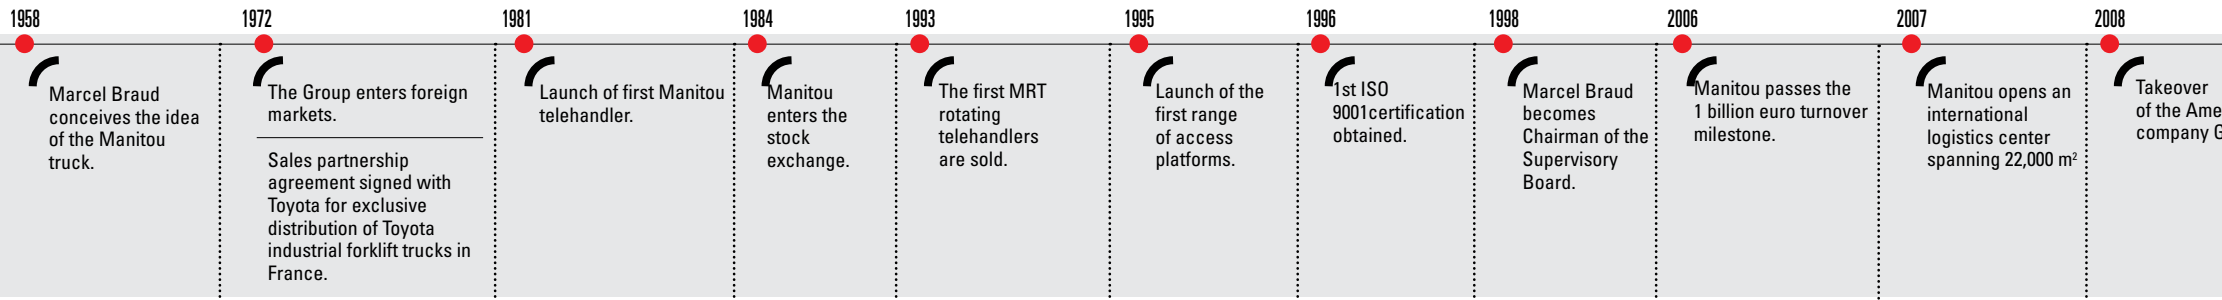 1958
Marcel Braud
conceives the idea
of the Manitou
truck.
1972
The Group enters foreign
markets.
Sales partnership
agreement signed with
Toyota for exclusive
distribution of Toyota
industrial forklift trucks in
France.
1981
Launch of first Manitou
telehandler.
1984
Manitou
enters the
stock
exchange.
1993
The first MRT
rotating
telehandlers
are sold.
1995
Launch of the
first range
of access
platforms.
1996
1st ISO
9001certification
obtained.
1998
Marcel Braud
becomes
Chairman of the
Supervisory
Board.
2006
Manitou passes the
1 billion euro turnover
milestone.
2007
Manitou opens an
international
logistics center
spanning 22,000 m²
2008
Takeover
of the Ame
company G